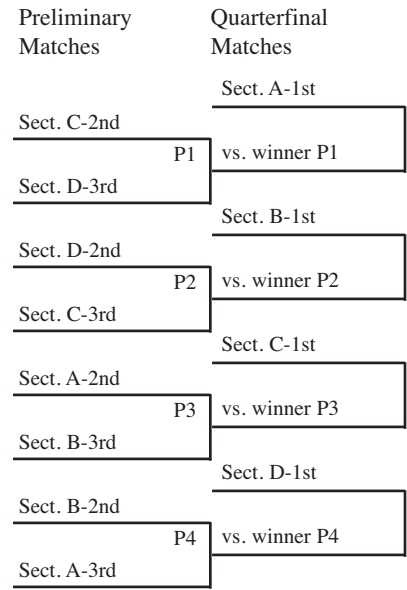 Preliminary
Matches
Quarterfinal
Matches
Sect. A-1st
Sect. C-2nd
P1
vs. winner P1
Sect. D-3rd
Sect. B-1st
Sect. D-2nd
P2
vs. winner P2
Sect. C-3rd
Sect. C-1st
Sect. A-2nd
P3
vs. winner P3
Sect. B-3rd
Sect. D-1st
Sect. B-2nd
P4
vs. winner P4
Sect. A-3rd